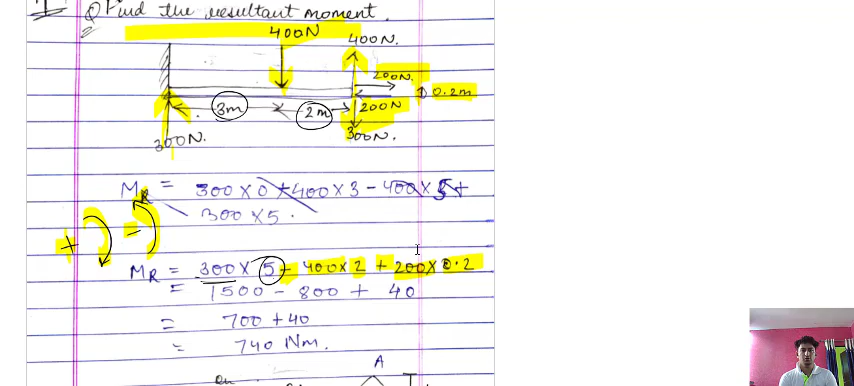 Q Find the resultant moment.
400N
400N.
200N.
0.2m
3m
2m
200N
300N.
300N.
MR = 300 × 0 + 400 × 3 - 400 × 5 +
300 × 5.
+ -
MR = 300 × 5 - 400 × 2 + 200 × 0.2
= 1500 - 800 + 40
= 700 + 40
= 740 Nm.
A